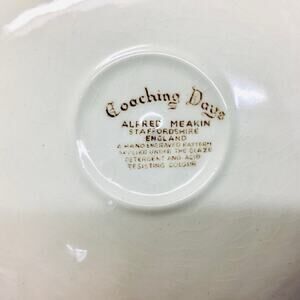 Coaching Days
ALFRED MEAKIN
STAFFORDSHIRE
ENGLAND
A HAND ENGRAVED PATTERN
UNDER THE GLAZE
DETERGENT AND ACID
RESISTING COLOUR